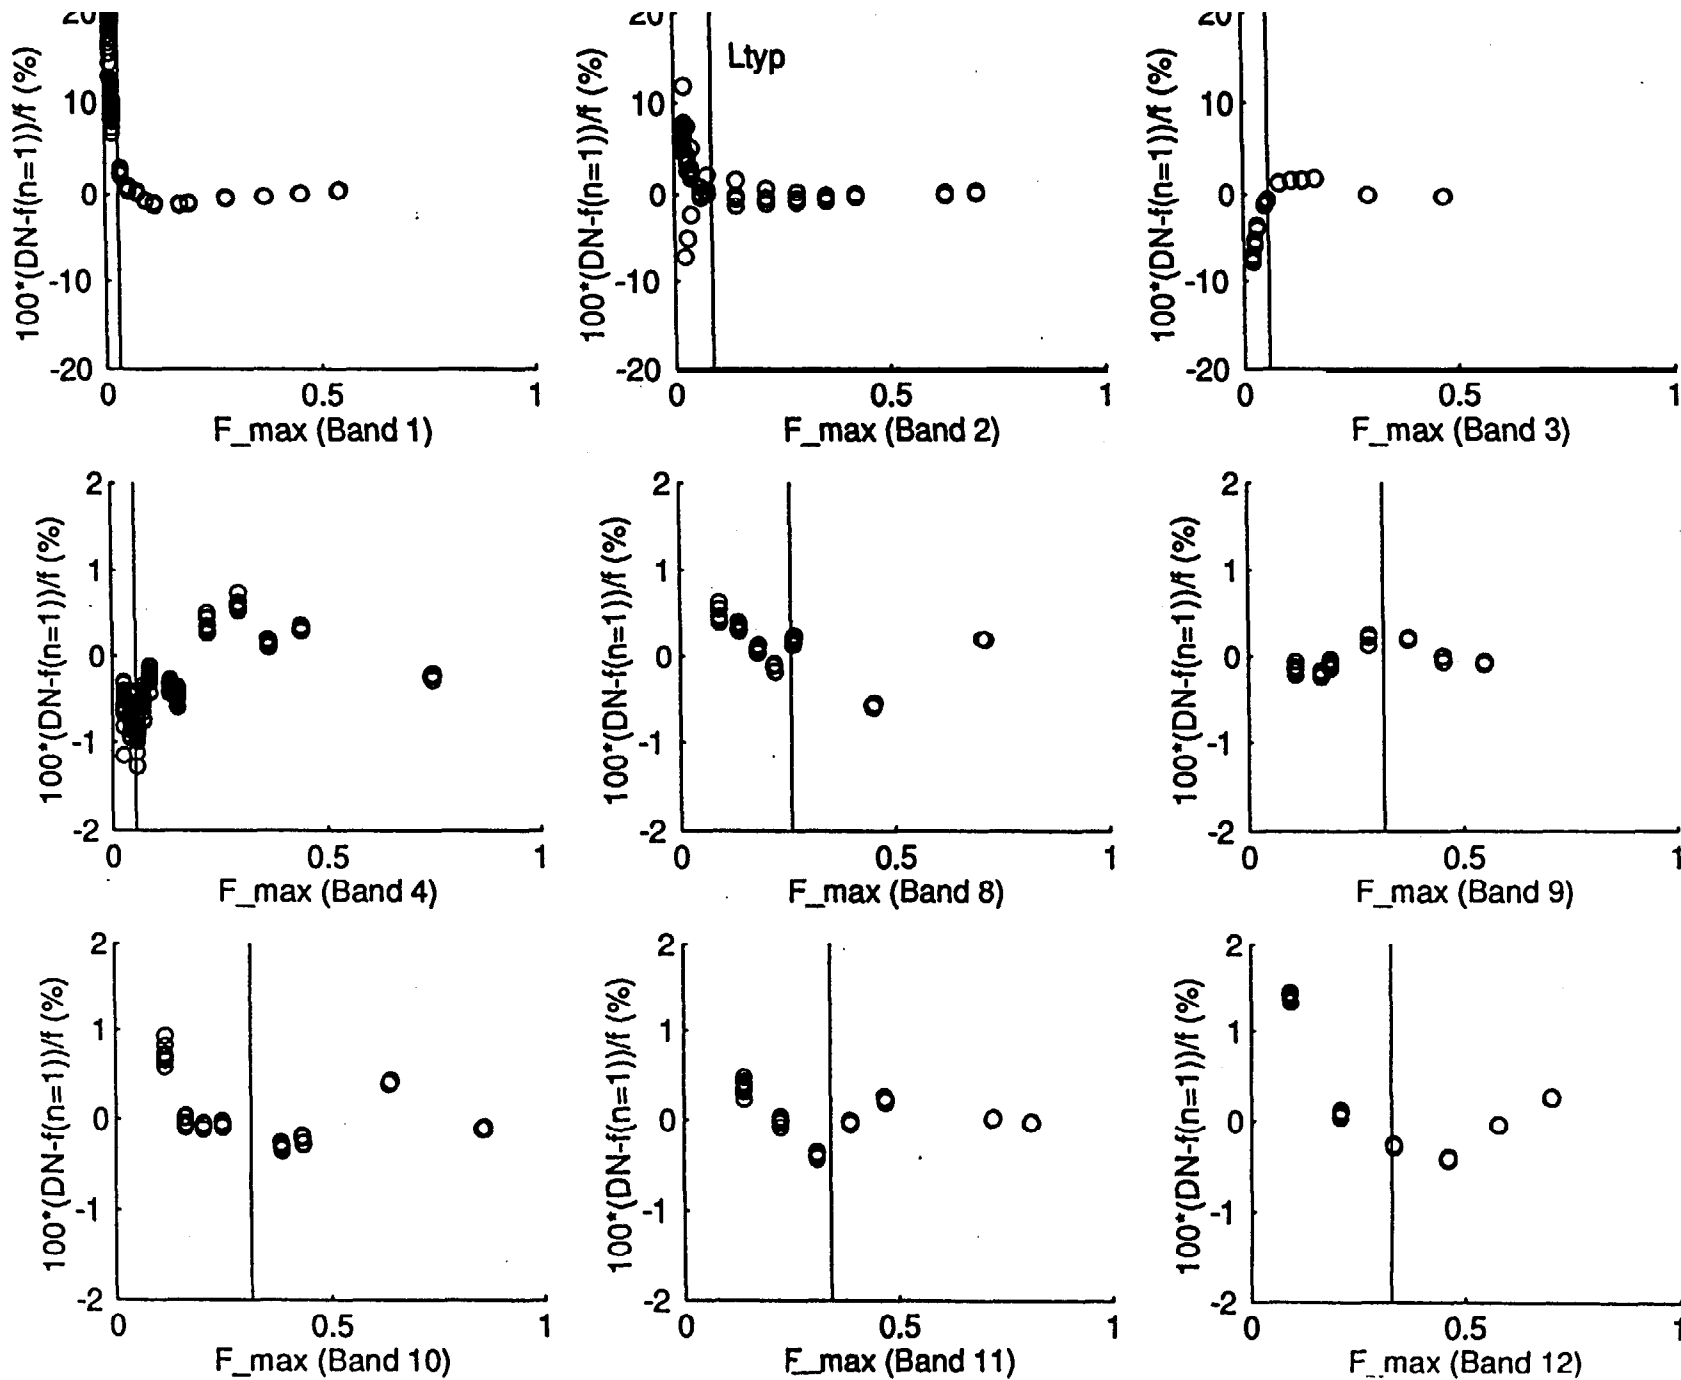 20 20 20
Ltyp
10 10 10
0 0 0
-10 -10 -10
-20 -20 -20
100*(DN-f(n=1))/f (%) 100*(DN-f(n=1))/f (%) 100*(DN-f(n=1))/f (%)
0 0.5 1 0 0.5 1 0 0.5 1
F_max (Band 1) F_max (Band 2) F_max (Band 3)
2 2 2
1 1 1
0 0 0
-1 -1 -1
-2 -2 -2
100*(DN-f(n=1))/f (%) 100*(DN-f(n=1))/f (%) 100*(DN-f(n=1))/f (%)
0 0.5 1 0 0.5 1 0 0.5 1
F_max (Band 4) F_max (Band 8) F_max (Band 9)
2 2 2
1 1 1
0 0 0
-1 -1 -1
-2 -2 -2
100*(DN-f(n=1))/f (%) 100*(DN-f(n=1))/f (%) 100*(DN-f(n=1))/f (%)
0 0.5 1 0 0.5 1 0 0.5 1
F_max (Band 10) F_max (Band 11) F_max (Band 12)